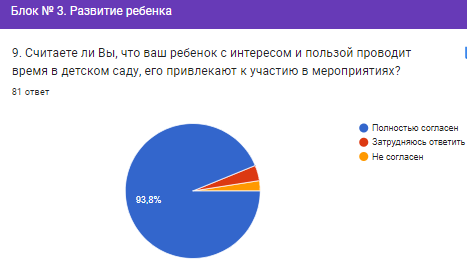 Блок № 3. Развитие ребенка
9. Считаете ли Вы, что ваш ребенок с интересом и пользой проводит
время в детском саду, его привлекают к участию в мероприятиях?
81 ответ
Полностью согласен
Затрудняюсь ответить
Не согласен
93,8%